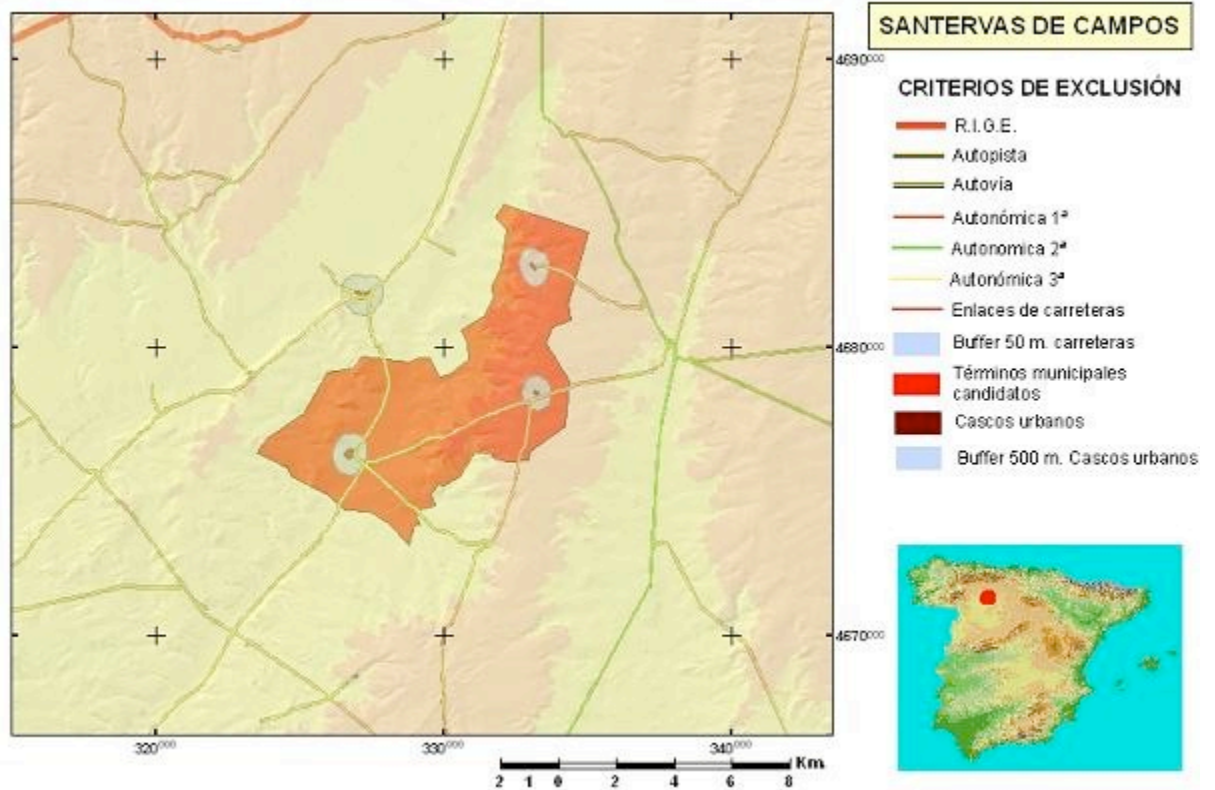 SANTERVAS DE CAMPOS
CRITERIOS DE EXCLUSIÓN
R.I.G.E.
Autopista
Autovía
Autonómica 1ª
Autonomica 2ª
Autonómica 3ª
Enlaces de carreteras
Buffer 50 m. carreteras
Términos municipales
candidatos
Cascos urbanos
Buffer 500 m. Cascos urbanos
4690000
4680000
4670000
320000 330000 340000
2 1 0 2 4 6 8 Km